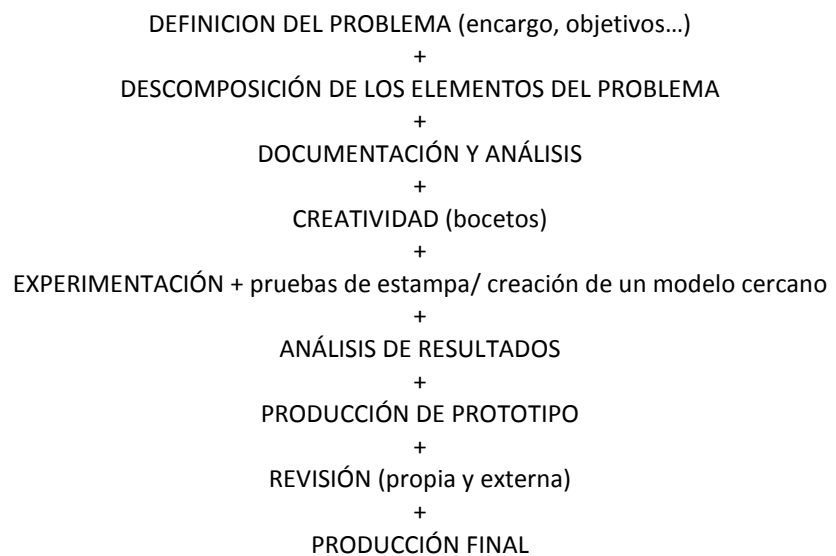 DEFINICION DEL PROBLEMA (encargo, objetivos…)
+
DESCOMPOSICIÓN DE LOS ELEMENTOS DEL PROBLEMA
+
DOCUMENTACIÓN Y ANÁLISIS
+
CREATIVIDAD (bocetos)
+
EXPERIMENTACIÓN + pruebas de estampa/ creación de un modelo cercano
+
ANÁLISIS DE RESULTADOS
+
PRODUCCIÓN DE PROTOTIPO
+
REVISIÓN (propia y externa)
+
PRODUCCIÓN FINAL